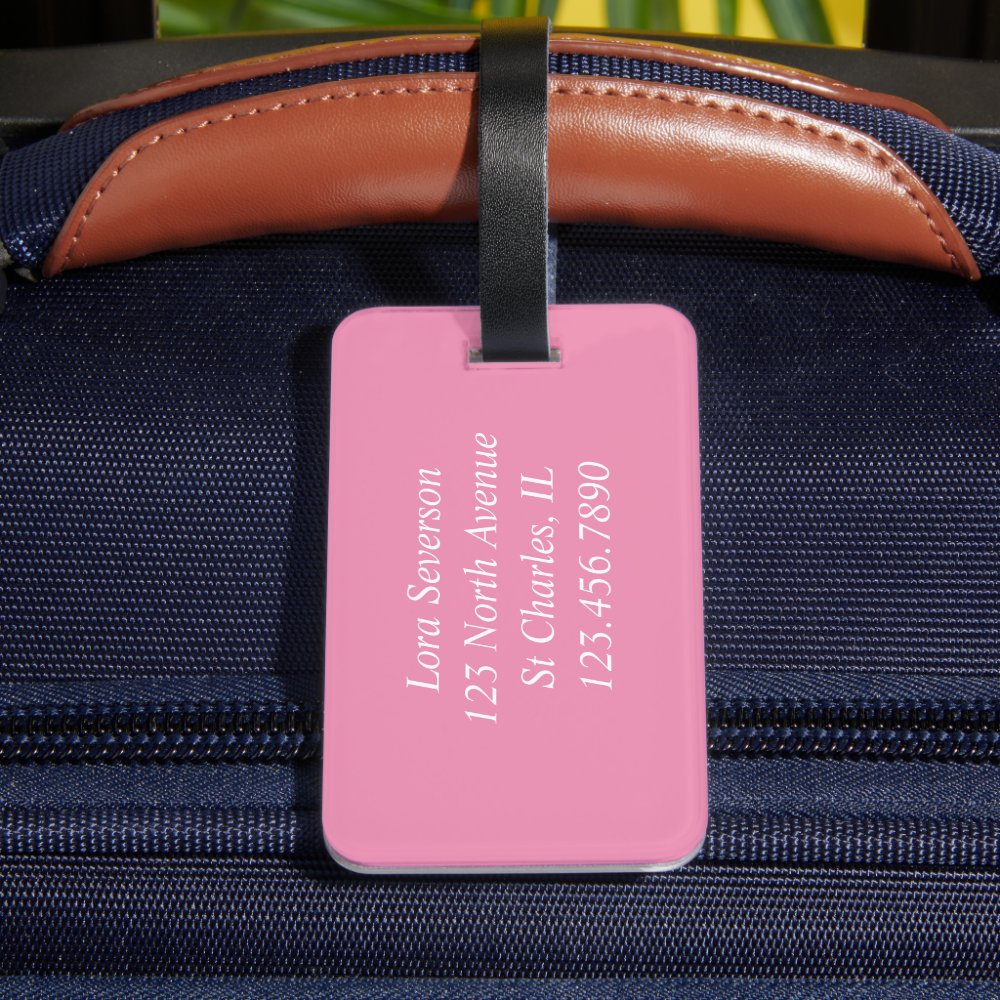 Lora Severson
123 North Avenue
St Charles, IL
123.456.7890